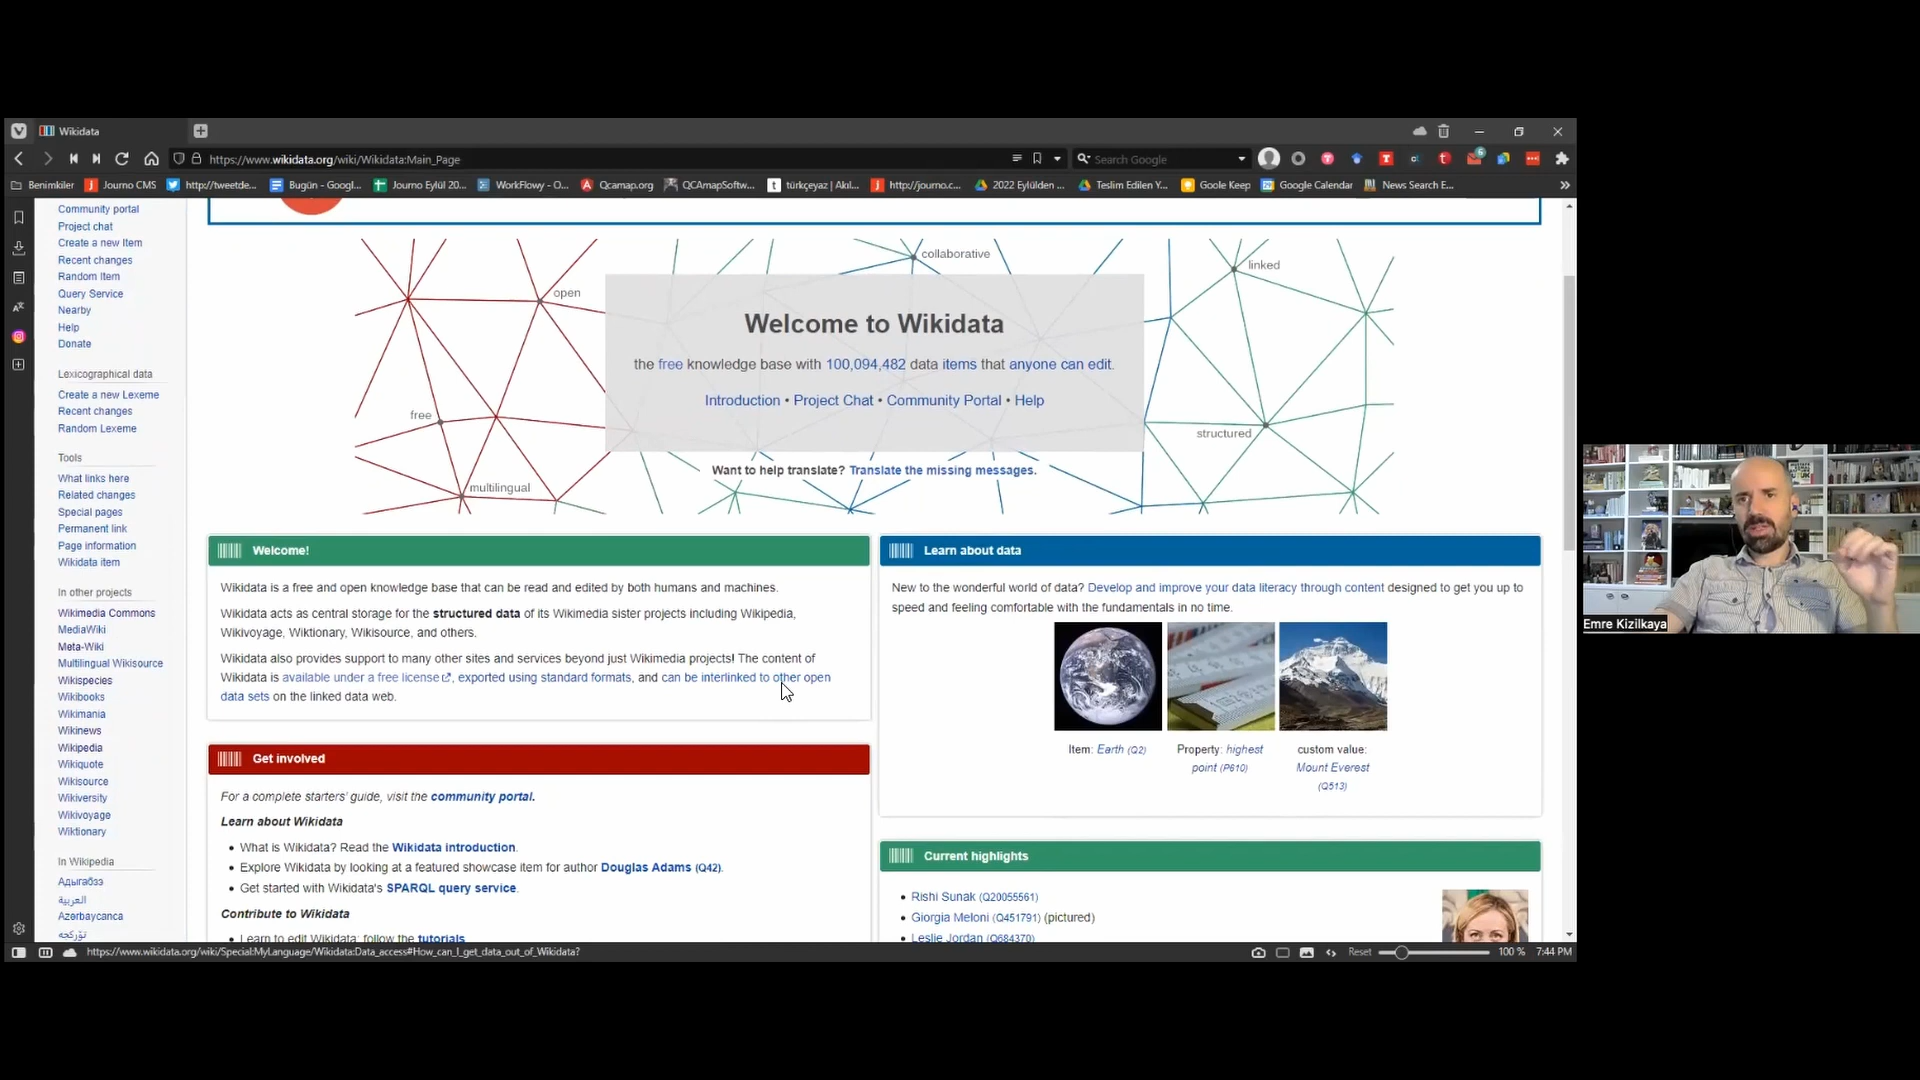 Wikidata
https://www.wikidata.org/wiki/Wikidata:Main_Page
Search Google
Benimkiler
Journo CMS
http://tweetde...
Bugün - Googl...
Journo Eylül 20...
WorkFlowy - O...
Qcamap.org
QCAmapSoftw...
türkçeyaz | Akıl...
http://journo.c...
2022 Eylülden ...
Teslim Edilen Y...
Goole Keep
Google Calendar
News Search E...
Community portal
Project chat
Create a new Item
Recent changes
Random Item
Query Service
Nearby
Help
Donate
Lexicographical data
Create a new Lexeme
Recent changes
Random Lexeme
Tools
What links here
Related changes
Special pages
Permanent link
Page information
Wikidata item
In other projects
Wikimedia Commons
MediaWiki
Meta-Wiki
Multilingual Wikisource
Wikispecies
Wikibooks
Wikimania
Wikinews
Wikipedia
Wikiquote
Wikisource
Wikiversity
Wikivoyage
Wiktionary
In Wikipedia
Адыгабзэ
العربية
Azərbaycanca
تۆرکجه
collaborative
linked
open
free
structured
multilingual
Welcome to Wikidata
the free knowledge base with 100,094,482 data items that anyone can edit.
Introduction • Project Chat • Community Portal • Help
Want to help translate? Translate the missing messages.
Welcome!
Wikidata is a free and open knowledge base that can be read and edited by both humans and machines.
Wikidata acts as central storage for the structured data of its Wikimedia sister projects including Wikipedia,
Wikivoyage, Wiktionary, Wikisource, and others.
Wikidata also provides support to many other sites and services beyond just Wikimedia projects! The content of
Wikidata is available under a free license, exported using standard formats, and can be interlinked to other open
data sets on the linked data web.
Get involved
For a complete starters' guide, visit the community portal.
Learn about Wikidata
• What is Wikidata? Read the Wikidata introduction.
• Explore Wikidata by looking at a featured showcase item for author Douglas Adams (Q42).
• Get started with Wikidata's SPARQL query service.
Contribute to Wikidata
• Learn to edit Wikidata: follow the tutorials
Learn about data
New to the wonderful world of data? Develop and improve your data literacy through content designed to get you up to
speed and feeling comfortable with the fundamentals in no time.
Item: Earth (Q2)
Property: highest
point (P610)
custom value:
Mount Everest
(Q513)
Current highlights
• Rishi Sunak (Q20055561)
• Giorgia Meloni (Q451791) (pictured)
• Leslie Jordan (Q684370)
Emre Kizilkaya
https://www.wikidata.org/wiki/Special:MyLanguage/Wikidata:Data_access#How_can_I_get_data_out_of_Wikidata?
Reset
100 %
7:44 PM